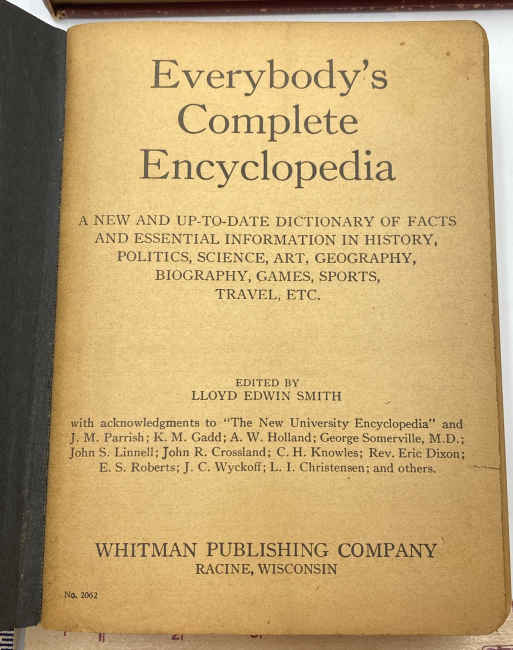 Everybody's
Complete
Encyclopedia
A NEW AND UP-TO-DATE DICTIONARY OF FACTS
AND ESSENTIAL INFORMATION IN HISTORY,
POLITICS, SCIENCE, ART, GEOGRAPHY,
BIOGRAPHY, GAMES, SPORTS,
TRAVEL, ETC.
EDITED BY
LLOYD EDWIN SMITH
with acknowledgments to "The New University Encyclopedia" and
J. M. Parrish; K. M. Gadd; A. W. Holland; George Somerville, M.D.;
John S. Linnell; John R. Crossland; C. H. Knowles; Rev. Eric Dixon;
E. S. Roberts; J. C. Wyckoff; L. I. Christensen; and others.
WHITMAN PUBLISHING COMPANY
RACINE, WISCONSIN
No. 2062